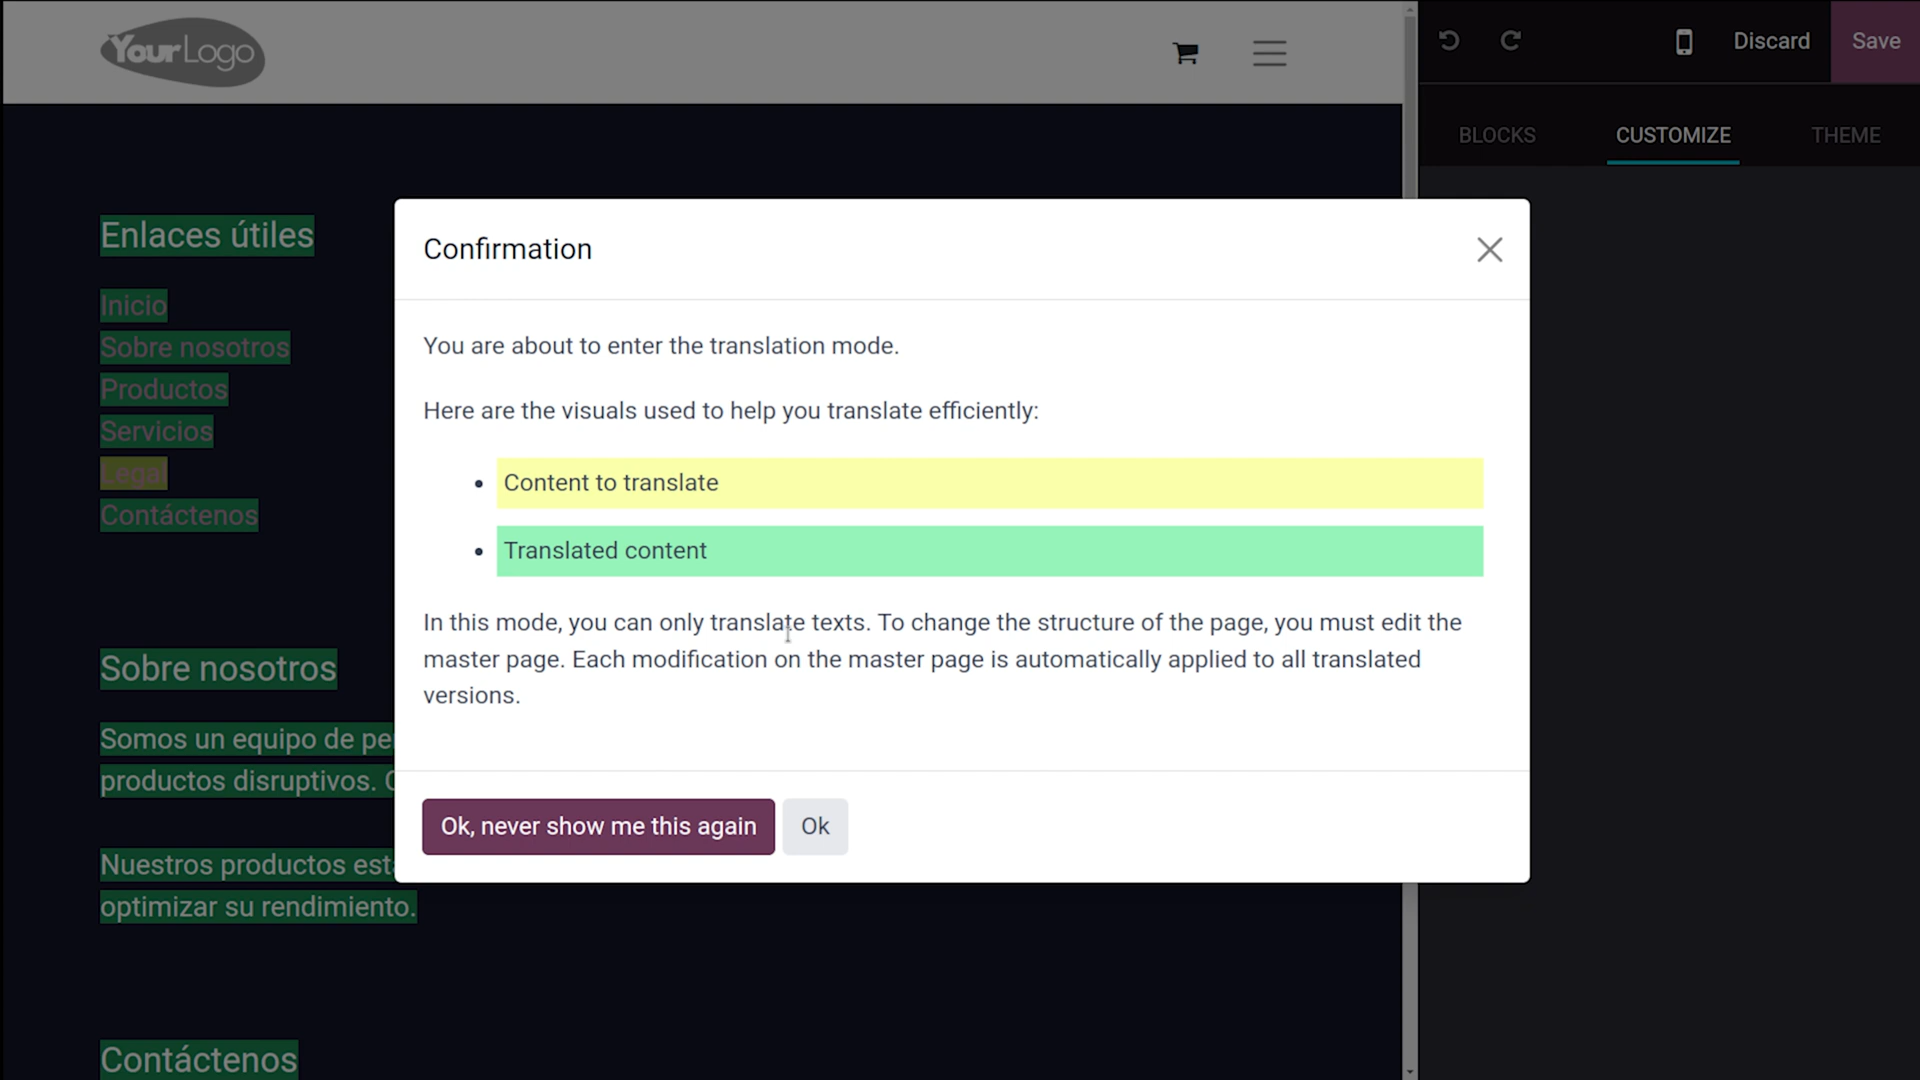 YourLogo
Discard
Save
BLOCKS
CUSTOMIZE
THEME
Enlaces útiles
Inicio
Sobre nosotros
Productos
Servicios
Legal
Contáctenos
Sobre nosotros
Somos un equipo de
productos disruptivos.
Nuestros productos
optimizar su rendimiento.
Contáctenos
Confirmation
You are about to enter the translation mode.
Here are the visuals used to help you translate efficiently:
Content to translate
Translated content
In this mode, you can only translate texts. To change the structure of the page, you must edit the
master page. Each modification on the master page is automatically applied to all translated
versions.
Ok, never show me this again
Ok